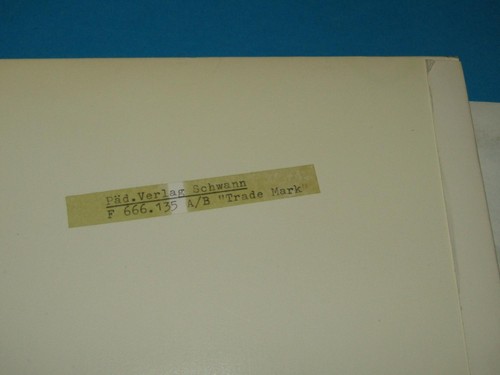 Päd.Verlag Schwann
F 666.135 A/B "Trade Mark"